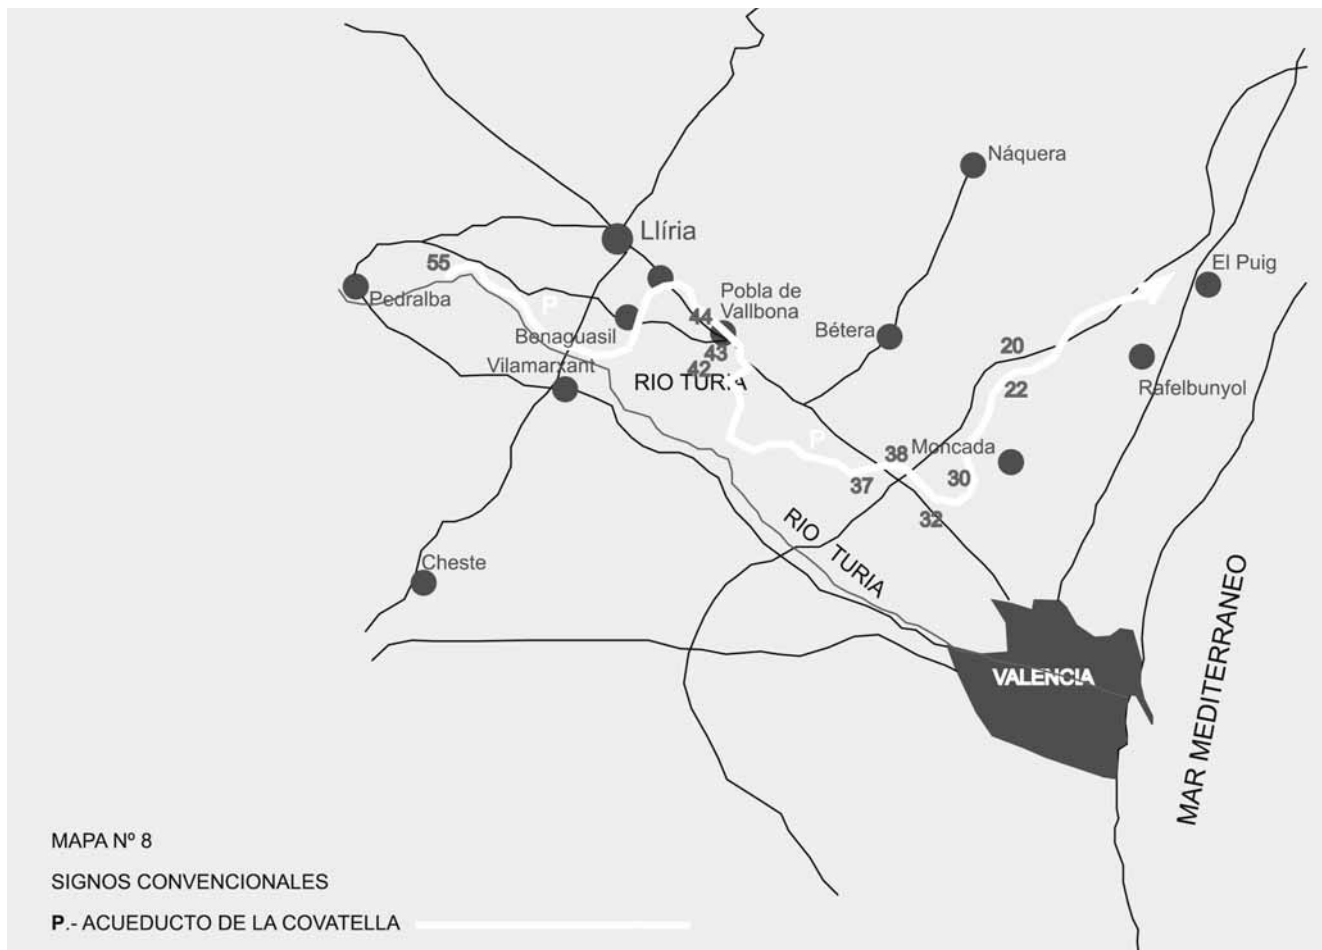 Náquera
Llíria
El Puig
55
Pedralba
P
Pobla de
Vallbona
44
Benaguasil
Bétera
20
43
Vilamarxant
42
RIO TURIA
22
Rafelbunyol
P
38
Moncada
37
30
32
RIO TURIA
Cheste
MAR MEDITERRANEO
VALENCIA
MAPA Nº 8
SIGNOS CONVENCIONALES
P.- ACUEDUCTO DE LA COVATELLA